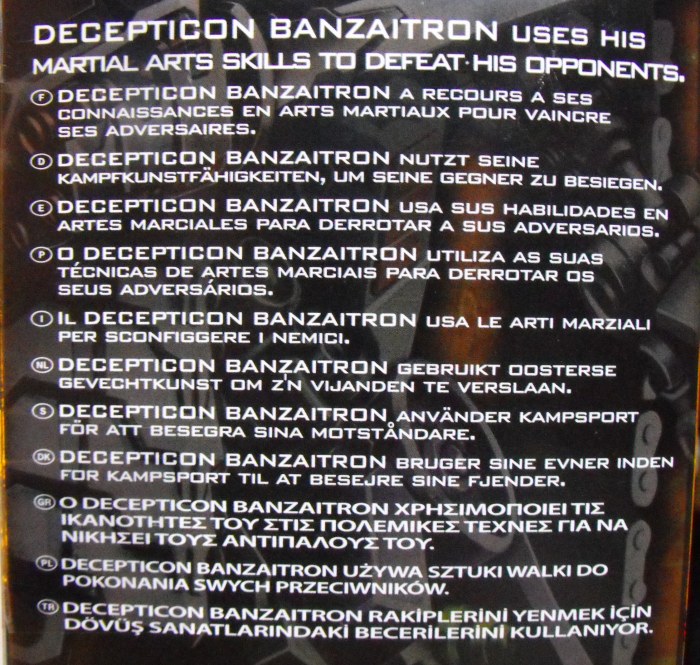 DECEPTICON BANZAITRON USES HIS
MARTIAL ARTS SKILLS TO DEFEAT HIS OPPONENTS.
F DECEPTICON BANZAITRON A RECOURS A SES
CONNAISSANCES EN ARTS MARTIAUX POUR VAINCRE
SES ADVERSAIRES.
D DECEPTICON BANZAITRON NUTZT SEINE
KAMPFKUNSTFÄHIGKEITEN, UM SEINE GEGNER ZU BESIEGEN.
E DECEPTICON BANZAITRON USA SUS HABILIDADES EN
ARTES MARCIALES PARA DERROTAR A SUS ADVERSARIOS.
P O DECEPTICON BANZAITRON UTILIZA AS SUAS
TÉCNICAS DE ARTES MARCIAIS PARA DERROTAR OS
SEUS ADVERSÁRIOS.
I IL DECEPTICON BANZAITRON USA LE ARTI MARZIALI
PER SCONFIGGERE I NEMICI.
NL DECEPTICON BANZAITRON GEBRUIKT OOSTERSE
GEVECHTKUNST OM Z'N VIJANDEN TE VERSLAAN.
S DECEPTICON BANZAITRON ANVÄNDER KAMPSPORT
FÖR ATT BESEGRA SINA MOTSTÅNDARE.
DK DECEPTICON BANZAITRON BRUGER SINE EVNER INDEN
FOR KAMPSPORT TIL AT BESEJRE SINE FJENDER.
GR Ο DECEPTICON BANZAITRON ΧΡΗΣΙΜΟΠΟΙΕΙ ΤΙΣ
ΙΚΑΝΟΤΗΤΕΣ ΤΟΥ ΣΤΙΣ ΠΟΛΕΜΙΚΕΣ ΤΕΧΝΕΣ ΓΙΑ ΝΑ
ΝΙΚΗΣΕΙ ΤΟΥΣ ΑΝΤΙΠΑΛΟΥΣ ΤΟΥ.
PL DECEPTICON BANZAITRON UŻYWA SZTUKI WALKI DO
POKONANIA SWYCH PRZECIWNIKÓW.
TR DECEPTICON BANZAITRON RAKİPLERİNİ YENMEK İÇİN
DÖVÜŞ SANATLARINDAKİ BECERİLERİNİ KULLANIYOR.